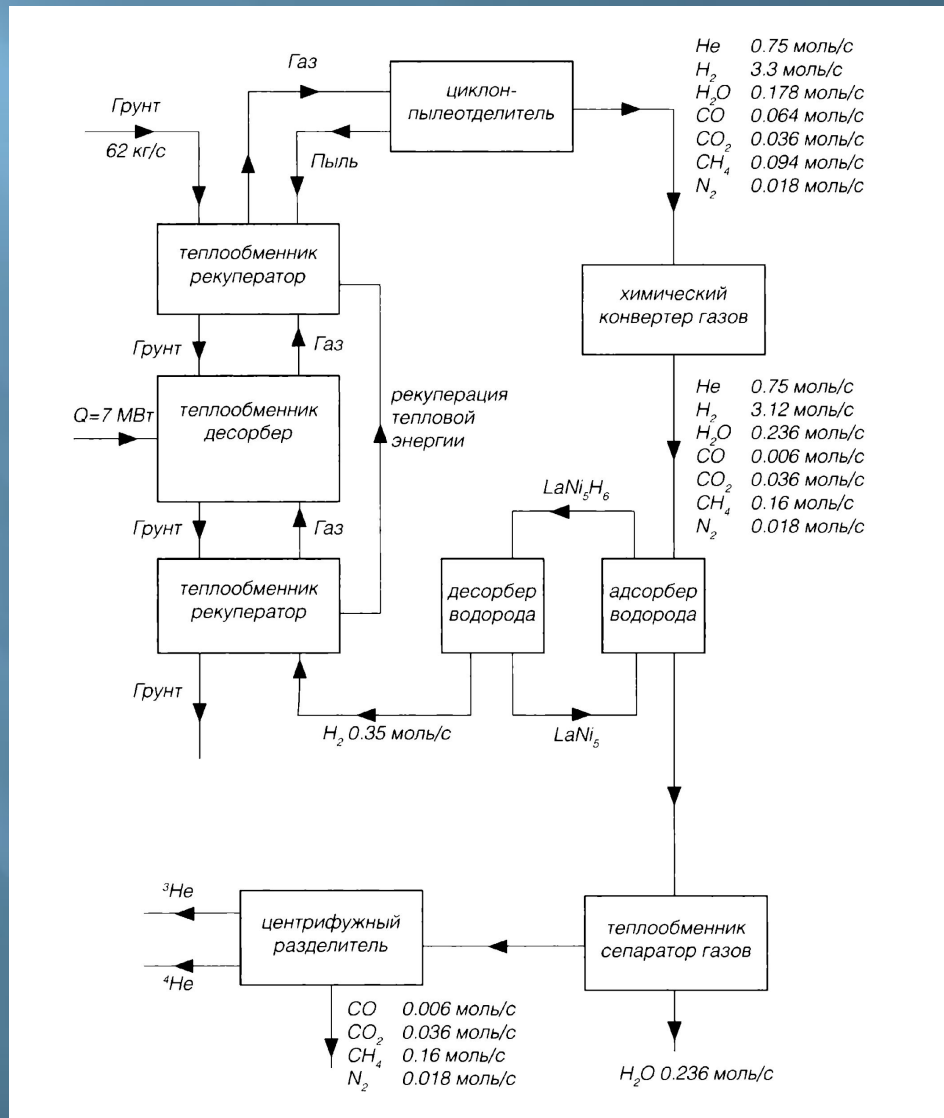 Газ
Грунт
62 кг/с
Пыль
циклон-
пылеотделитель
He 0.75 моль/с
H₂ 3.3 моль/с
H₂O 0.178 моль/с
CO 0.064 моль/с
CO₂ 0.036 моль/с
CH₄ 0.094 моль/с
N₂ 0.018 моль/с
теплообменник
рекуператор
химический
конвертер газов
Грунт
Газ
Q=7 МВт
теплообменник
десорбер
рекуперация
тепловой
энергии
He 0.75 моль/с
H₂ 3.12 моль/с
H₂O 0.236 моль/с
CO 0.006 моль/с
CO₂ 0.036 моль/с
CH₄ 0.16 моль/с
N₂ 0.018 моль/с
LaNi₅H₆
Грунт
Газ
теплообменник
рекуператор
десорбер
водорода
адсорбер
водорода
Грунт
H₂ 0.35 моль/с
LaNi₅
³He
⁴He
центрифужный
разделитель
теплообменник
сепаратор газов
CO 0.006 моль/с
CO₂ 0.036 моль/с
CH₄ 0.16 моль/с
N₂ 0.018 моль/с
H₂O 0.236 моль/с